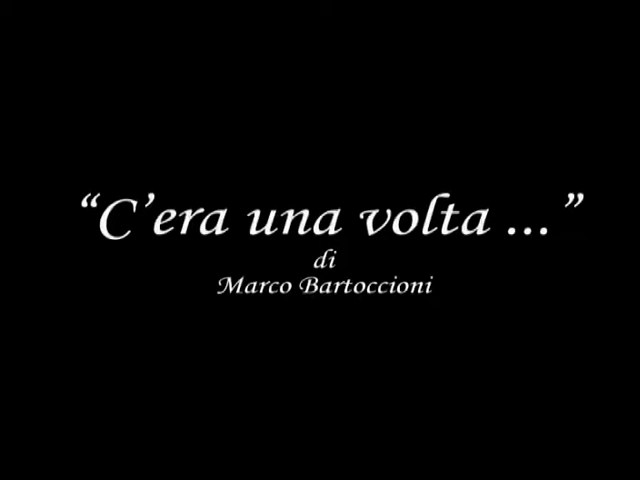 “C’era una volta ...”
di
Marco Bartoccioni